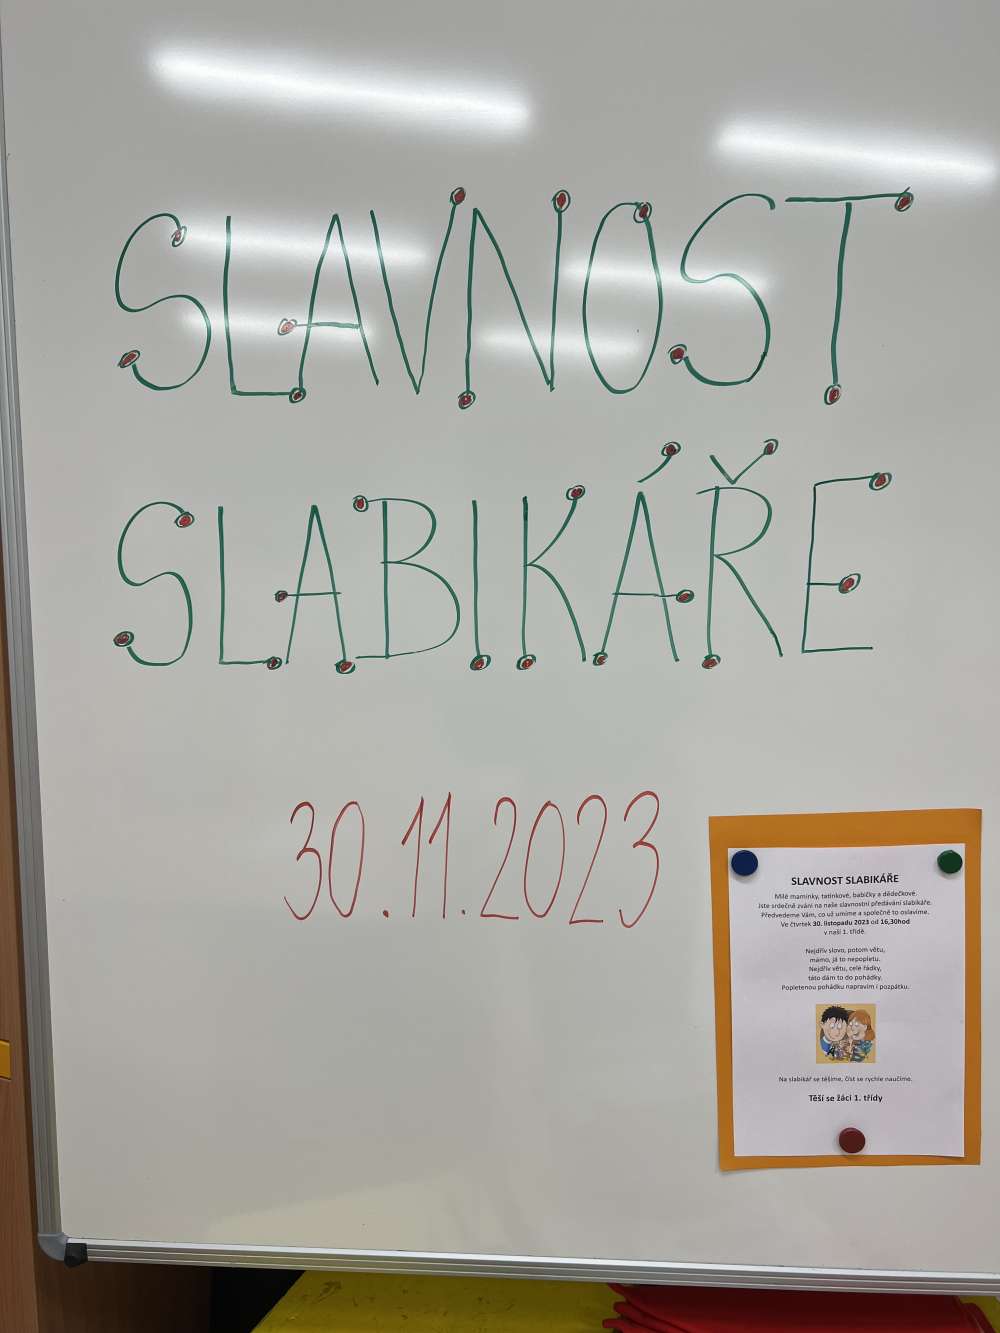 SLAVNOST
SLABIKÁŘE
30.11.2023
SLAVNOST SLABIKÁŘE
Milé maminky, tatínkové, babičky a dědečkové.
Jste srdečně zváni na naše slavnostní předávání slabikáře.
Předvedeme Vám, co už umíme a společně to oslavíme.
Ve čtvrtek 30. listopadu 2023 od 16,30hod
v naší 1. třídě.
Nejdřív slovo, potom větu,
mámo, já to nepopletu.
Nejdřív větu, celé řádky,
táto dám to do pohádky.
Popletenou pohádku napravím i pozpátku.
Na slabikář se těšíme, číst se rychle naučíme.
Těší se žáci 1. třídy